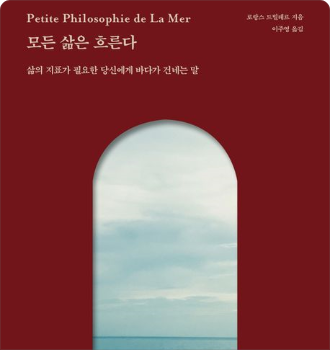 Petite Philosophie de La Mer
모든 삶은 흐른다
삶의 지표가 필요한 당신에게 바다가 건네는 말
로랑스 드빌레르 지음
이주영 옮김